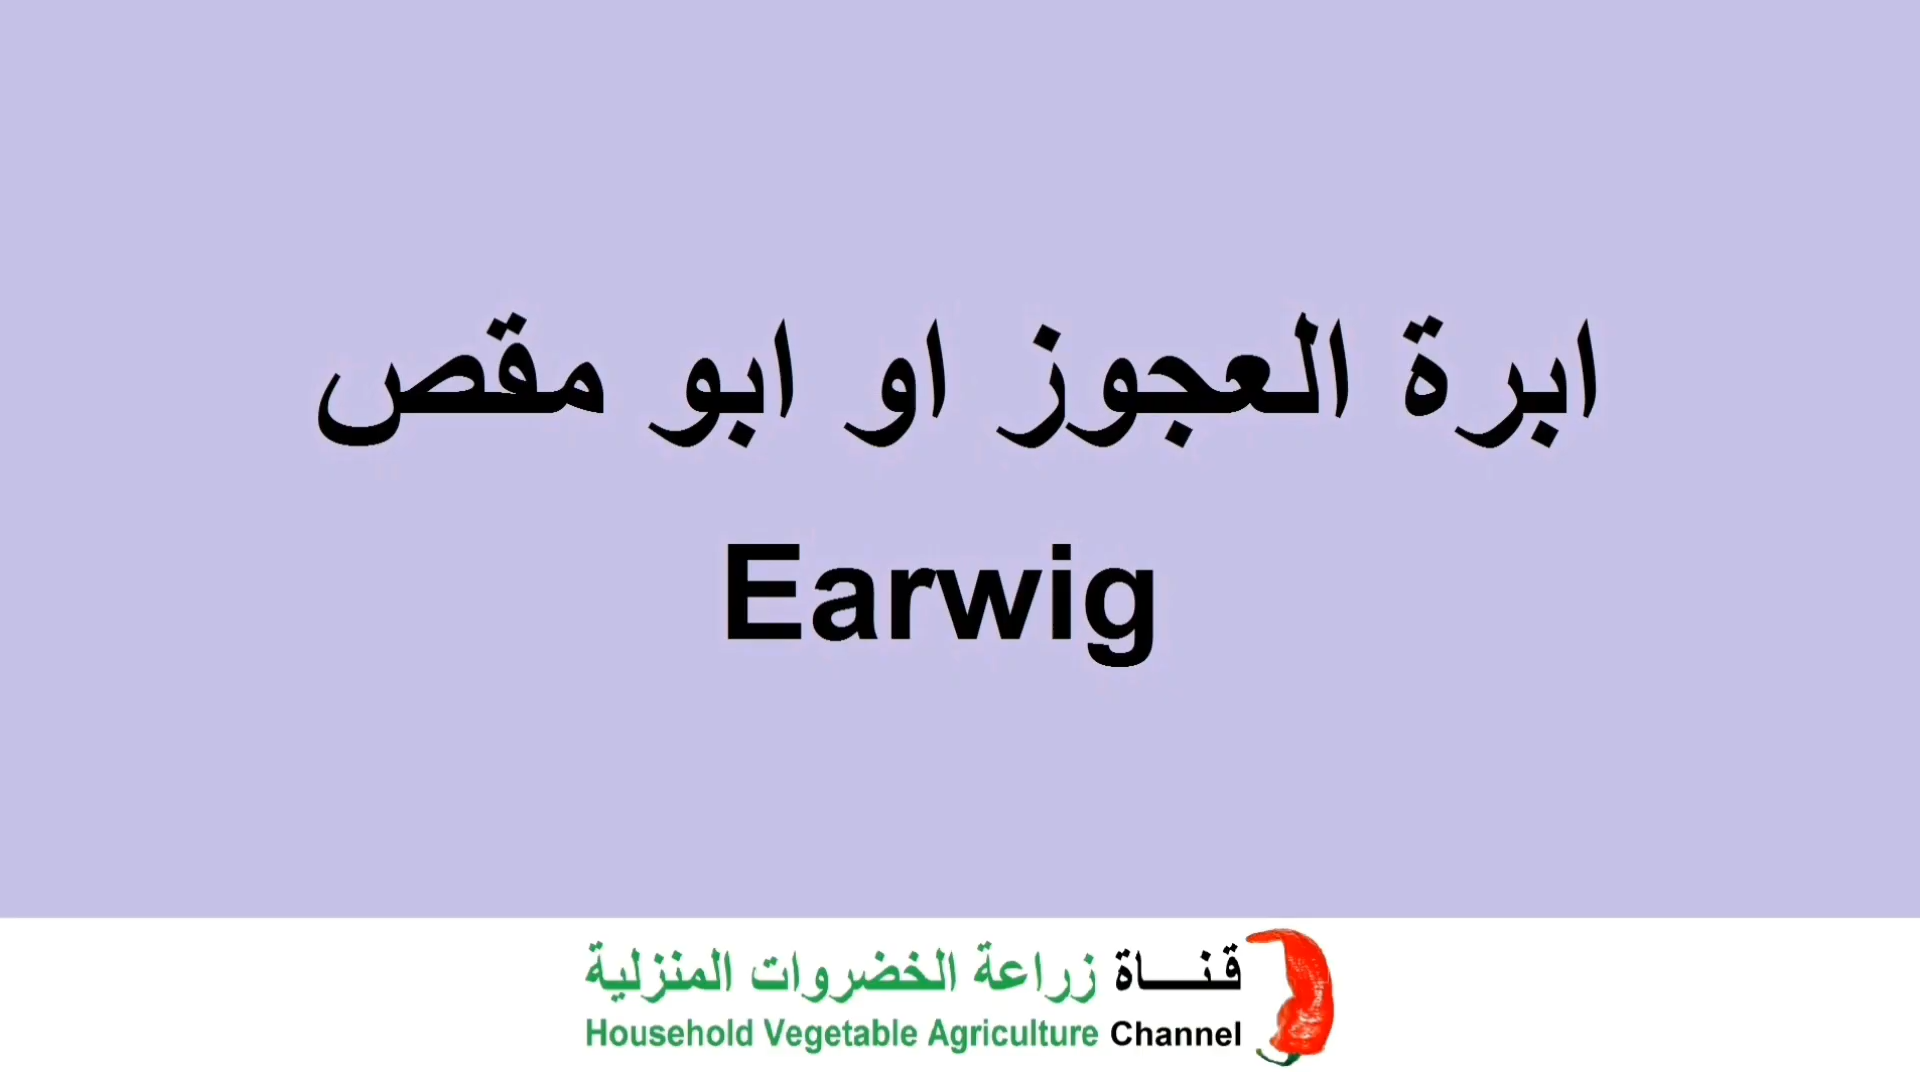 ابرة العجوز او ابو مقص
Earwig
قنـــاة زراعة الخضروات المنزلية
Household Vegetable Agriculture Channel